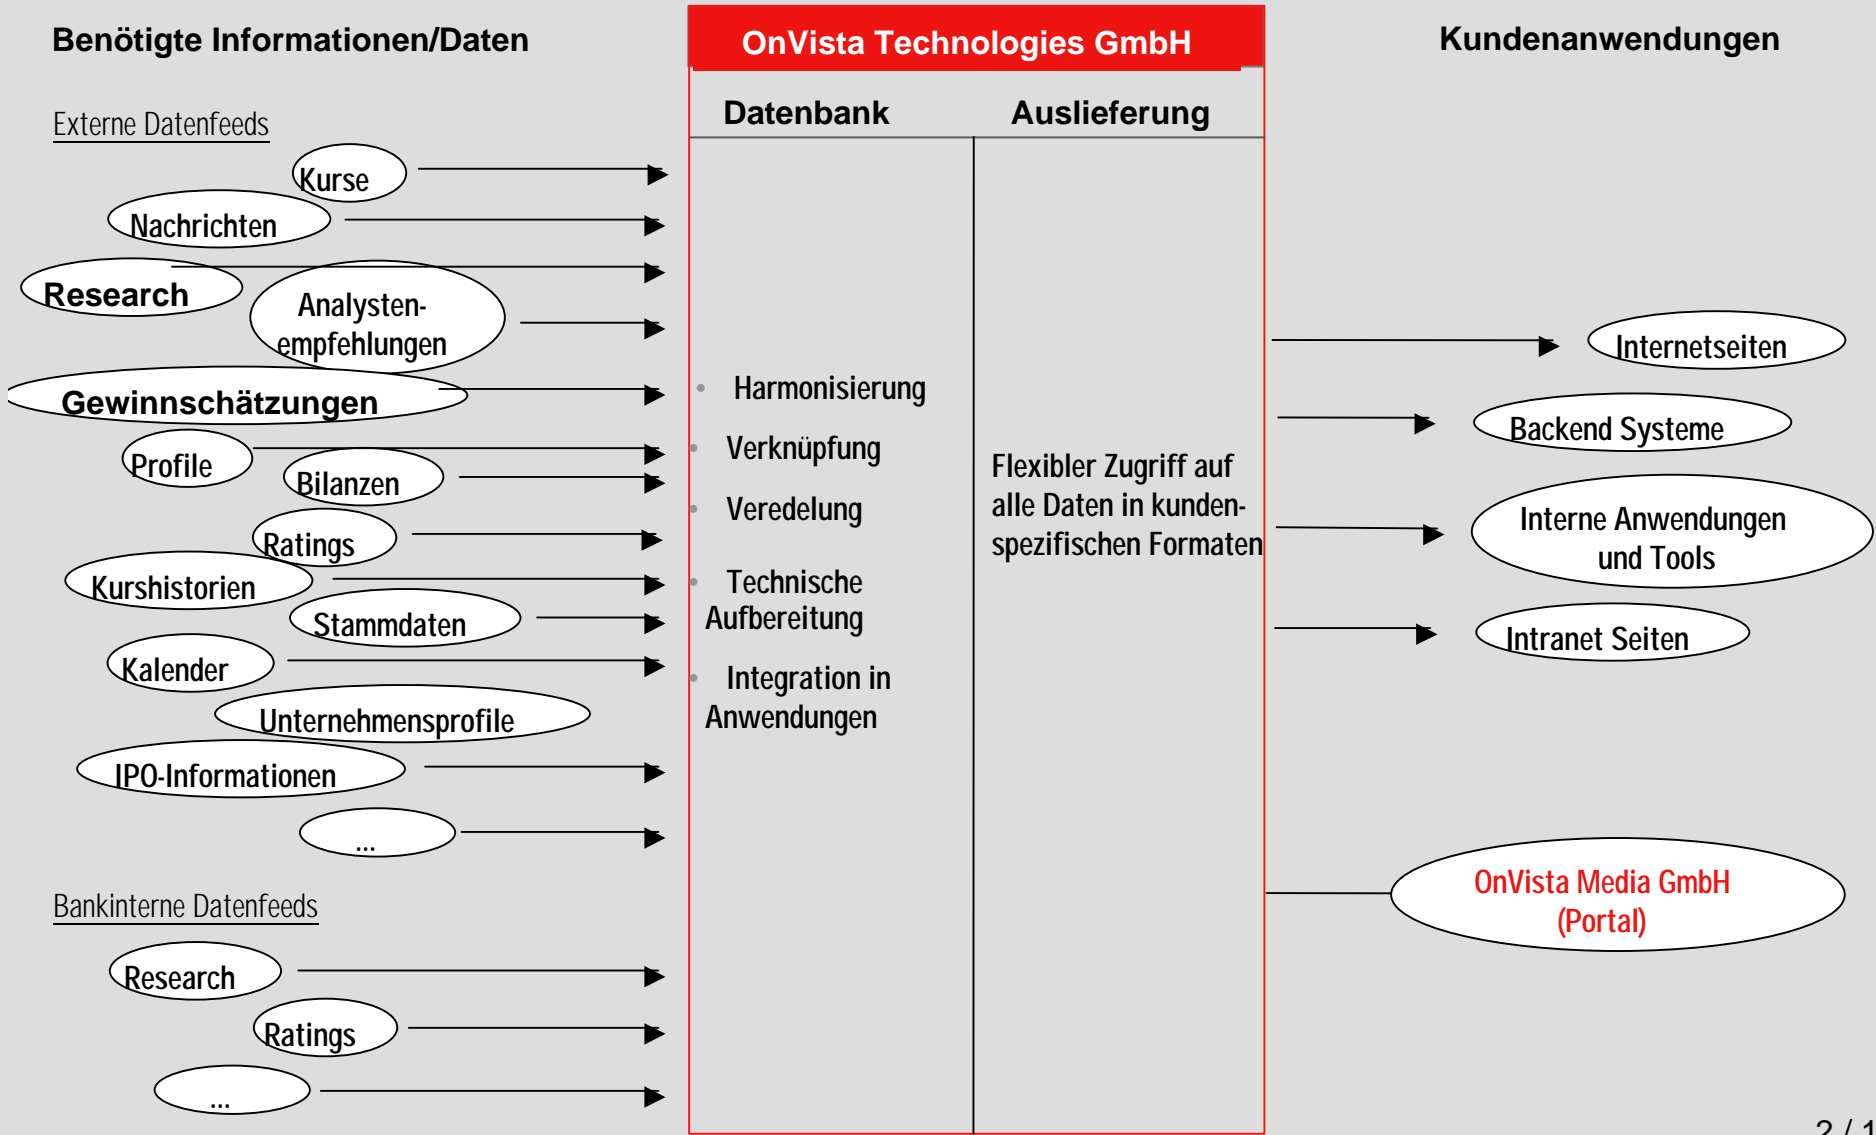 Benötigte Informationen/Daten
OnVista Technologies GmbH
Kundenanwendungen
Externe Datenfeeds
Datenbank
Auslieferung
Kurse
Nachrichten
Research
Analysten-
empfehlungen
Gewinnschätzungen
Profile
Bilanzen
Ratings
Kurshistorien
Stammdaten
Kalender
Unternehmensprofile
IPO-Informationen
...
Bankinterne Datenfeeds
Research
Ratings
...
• Harmonisierung
• Verknüpfung
• Veredelung
• Technische
Aufbereitung
• Integration in
Anwendungen
Flexibler Zugriff auf
alle Daten in kunden-
spezifischen Formaten
Internetseiten
Backend Systeme
Interne Anwendungen
und Tools
Intranet Seiten
OnVista Media GmbH
(Portal)
2 / 1